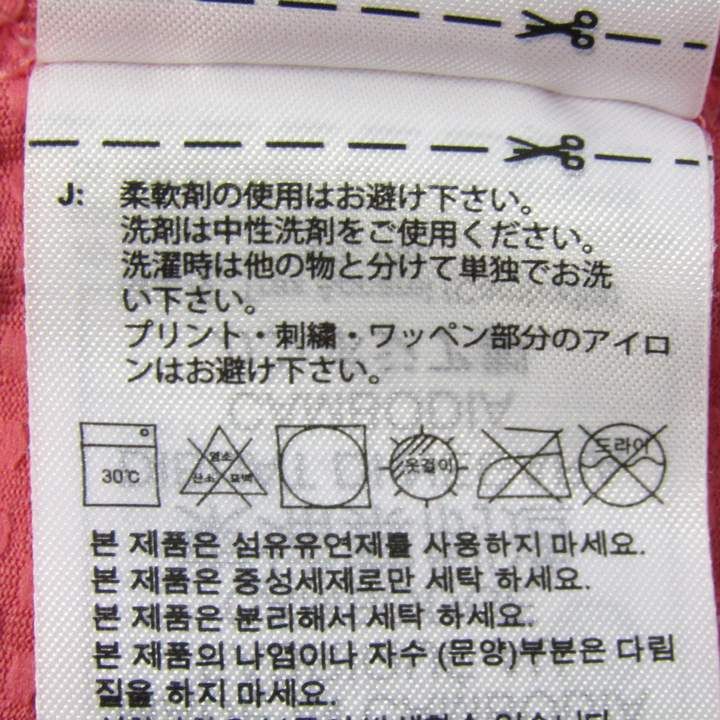 J: 柔軟剤の使用はお避け下さい。
洗剤は中性洗剤をご使用ください。
洗濯時は他の物と分けて単独でお洗
い下さい。
プリント・刺繍・ワッペン部分のアイロ
ンはお避け下さい。
30℃ 염소 산소 표백 옷걸이 드라이
본 제품은 섬유유연제를 사용하지 마세요.
본 제품은 중성세제로만 세탁 하세요.
본 제품은 분리해서 세탁 하세요.
본 제품의 나염이나 자수 (문양)부분은 다림
질을 하지 마세요.